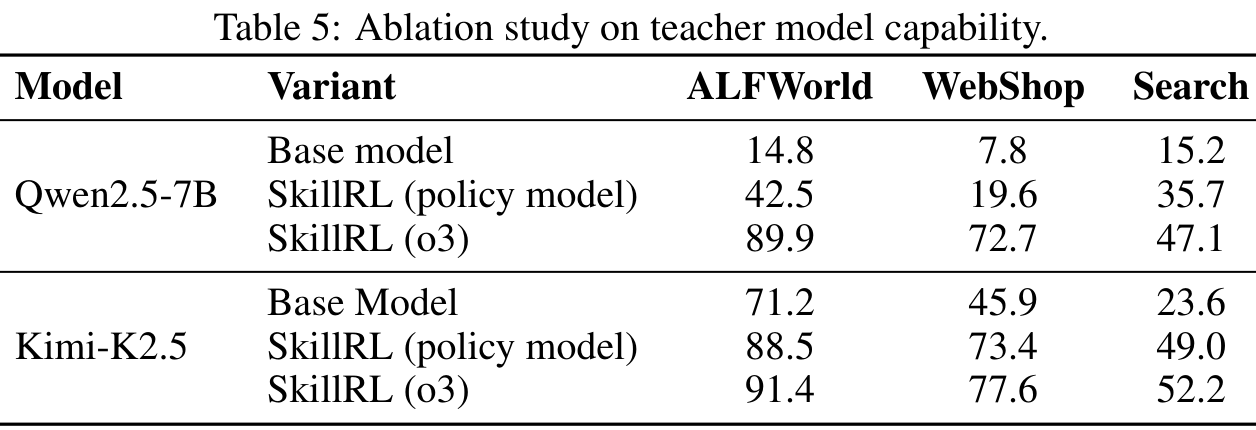 Table 5: Ablation study on teacher model capability.
Model Variant ALFWorld WebShop Search
Base model 14.8 7.8 15.2
Qwen2.5-7B SkillRL (policy model) 42.5 19.6 35.7
SkillRL (o3) 89.9 72.7 47.1
Base Model 71.2 45.9 23.6
Kimi-K2.5 SkillRL (policy model) 88.5 73.4 49.0
SkillRL (o3) 91.4 77.6 52.2